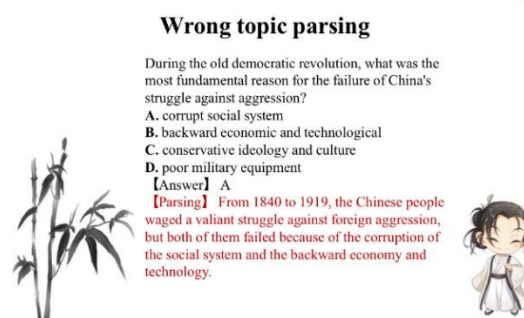 Wrong topic parsing
During the old democratic revolution, what was the
most fundamental reason for the failure of China's
struggle against aggression?
A. corrupt social system
B. backward economic and technological
C. conservative ideology and culture
D. poor military equipment
【Answer】 A
【Parsing】 From 1840 to 1919, the Chinese people
waged a valiant struggle against foreign aggression,
but both of them failed because of the corruption of
the social system and the backward economy and
technology.